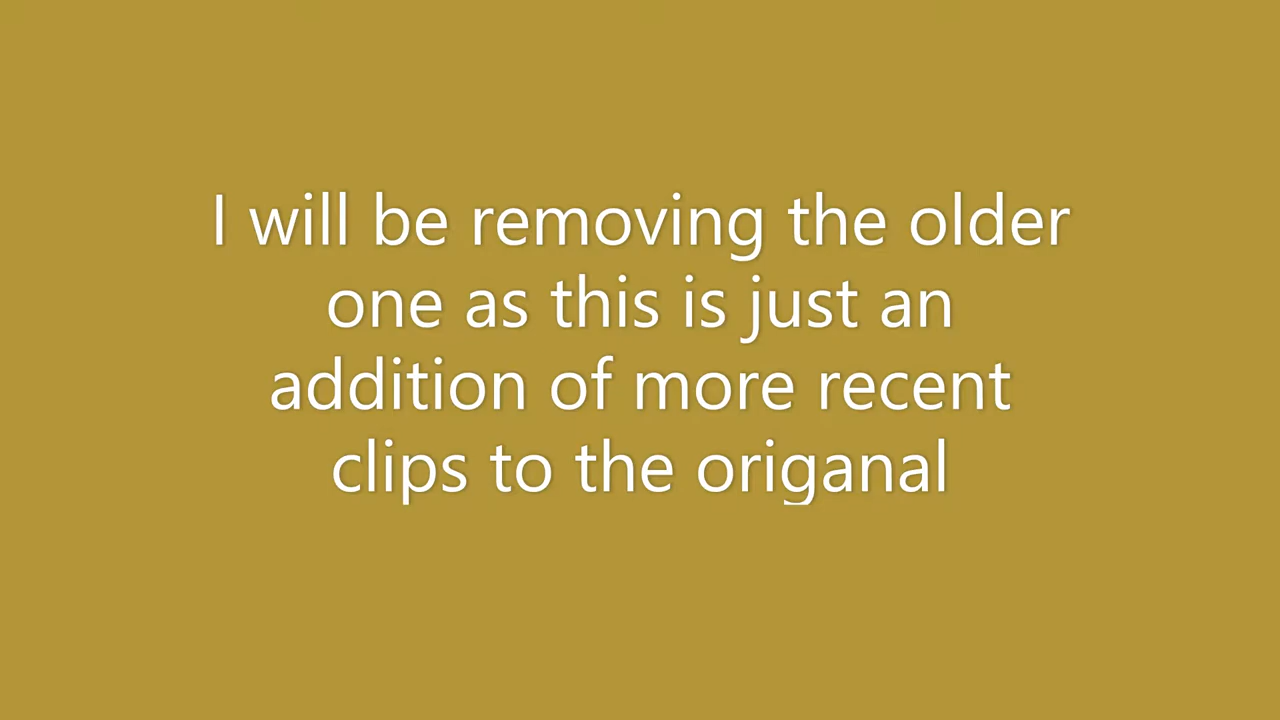 I will be removing the older
one as this is just an
addition of more recent
clips to the origanal